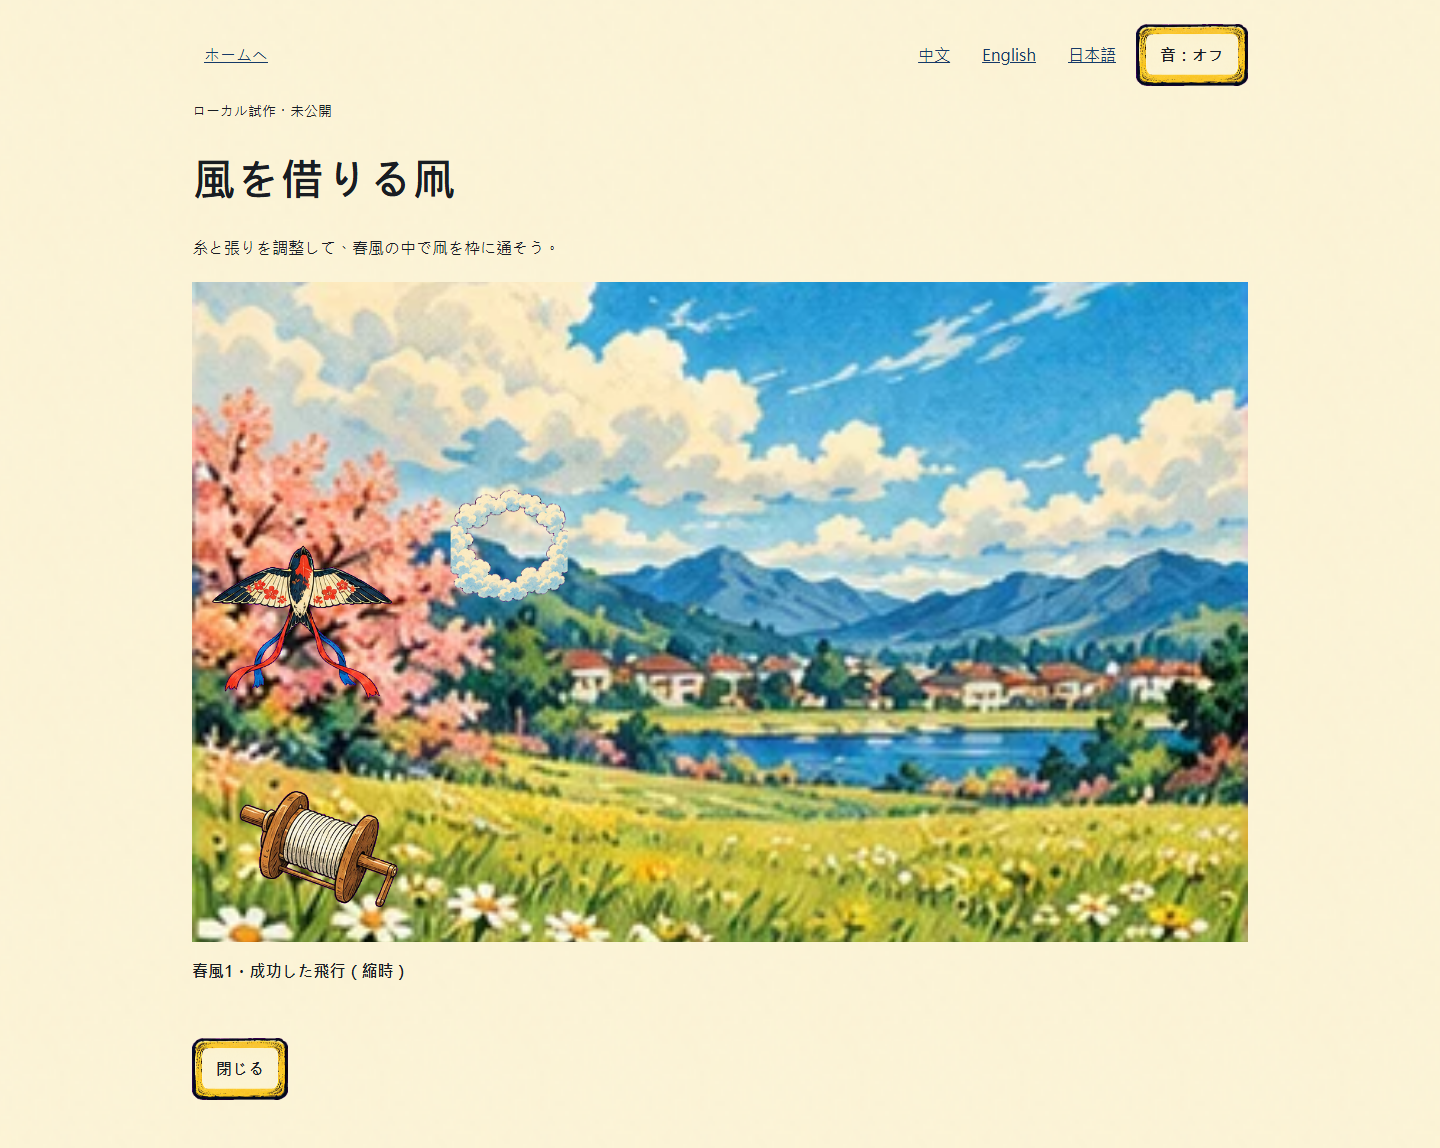 ホームへ
中文 English 日本語 音：オフ
ローカル試作・未公開
風を借りる凧
糸と張りを調整して、春風の中で凧を枠に通そう。
春風1・成功した飛行（縮時）
閉じる